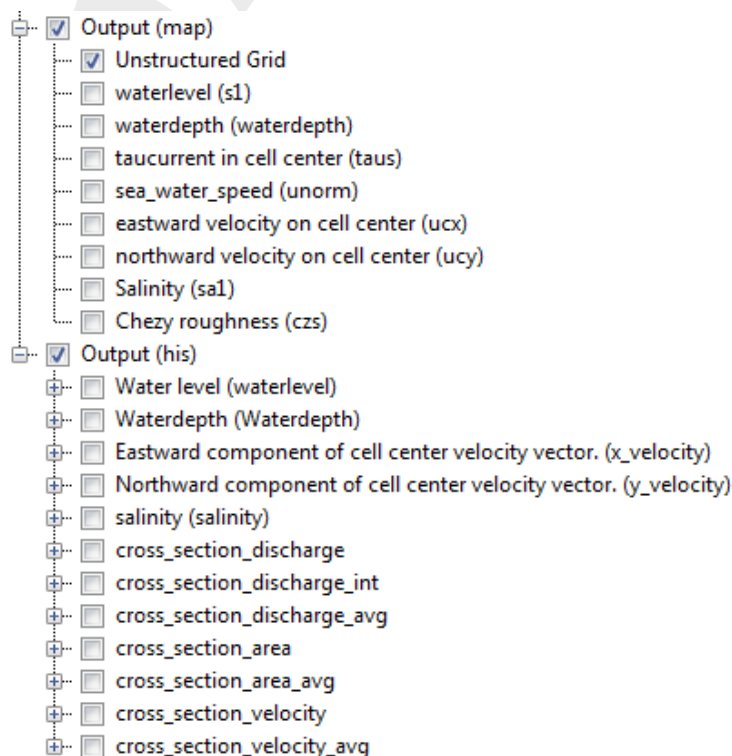 Output (map)
Unstructured Grid
waterlevel (s1)
waterdepth (waterdepth)
taucurrent in cell center (taus)
sea_water_speed (unorm)
eastward velocity on cell center (ucx)
northward velocity on cell center (ucy)
Salinity (sa1)
Chezy roughness (czs)
Output (his)
Water level (waterlevel)
Waterdepth (Waterdepth)
Eastward component of cell center velocity vector. (x_velocity)
Northward component of cell center velocity vector. (y_velocity)
salinity (salinity)
cross_section_discharge
cross_section_discharge_int
cross_section_discharge_avg
cross_section_area
cross_section_area_avg
cross_section_velocity
cross_section_velocity_avg